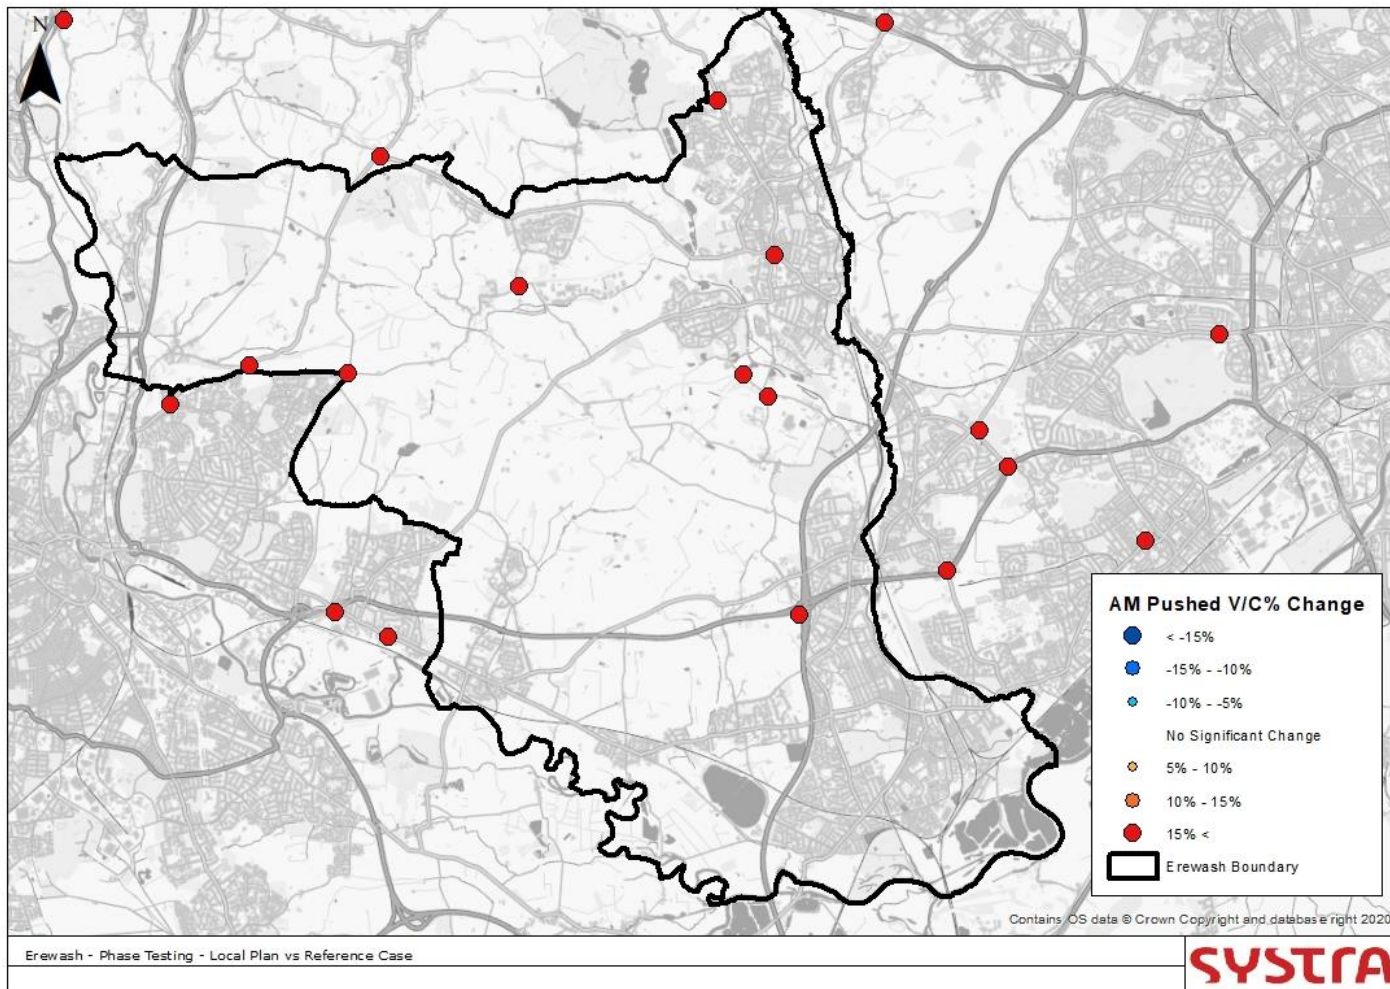 N
AM Pushed V/C% Change
< -15%
-15% - -10%
-10% - -5%
No Significant Change
5% - 10%
10% - 15%
15% <
Erewash Boundary
Contains OS data © Crown Copyright and database right 2020
Erewash - Phase Testing - Local Plan vs Reference Case
SYSTRA